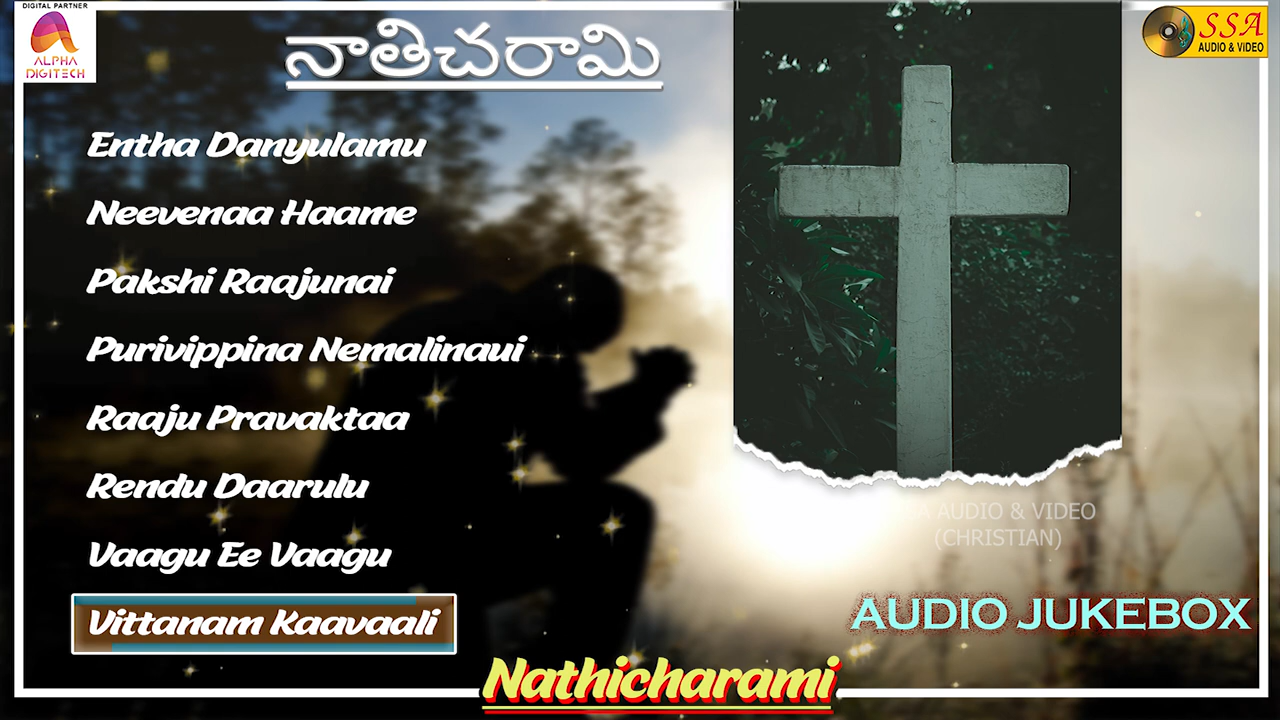 DIGITAL PARTNER
ALPHA
DIGITECH
నాతిచరామి
SSA
AUDIO & VIDEO
Entha Danyulamu
Neevenaa Haame
Pakshi Raajunai
Purivippina Nemalinaui
Raaju Pravaktaa
Rendu Daarulu
Vaagu Ee Vaagu
Vittanam Kaavaali
AUDIO & VIDEO
(CHRISTIAN)
AUDIO JUKEBOX
Nathicharami